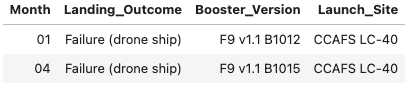 Month Landing_Outcome Booster_Version Launch_Site
01 Failure (drone ship) F9 v1.1 B1012 CCAFS LC-40
04 Failure (drone ship) F9 v1.1 B1015 CCAFS LC-40